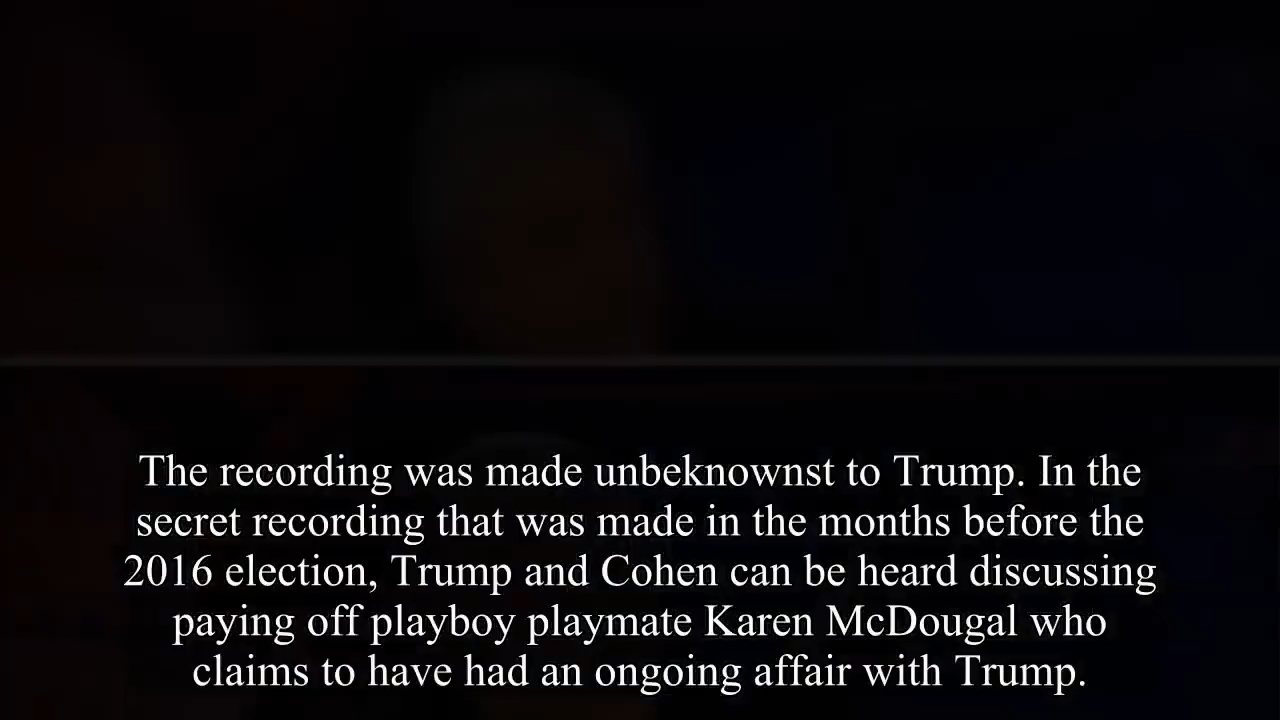 The recording was made unbeknownst to Trump. In the
secret recording that was made in the months before the
2016 election, Trump and Cohen can be heard discussing
paying off playboy playmate Karen McDougal who
claims to have had an ongoing affair with Trump.